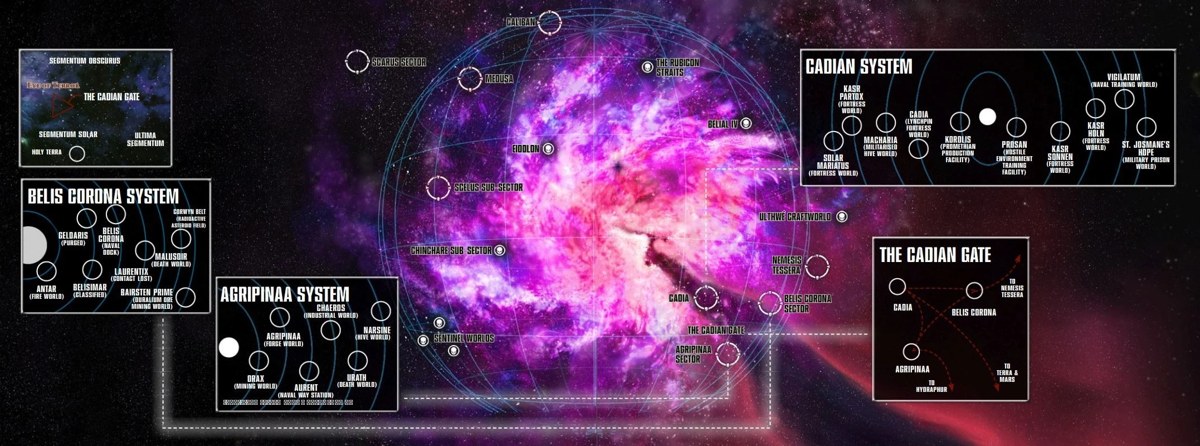 SEGMENTUM OBSCURUS
EYE OF TERROR
THE CADIAN GATE
SEGMENTUM SOLAR
ULTIMA
SEGMENTUM
HOLY TERRA
BELIS CORONA SYSTEM
GELDARIS
(PURGED)
BELIS
CORONA
(NAVAL
DOCK)
CORWYN BELT
(RADIOACTIVE
ASTEROID FIELD)
MALUSOIR
(DEATH WORLD)
LAURENTIX
(CONTACT LOST)
ANTAR
(FIRE WORLD)
BELISIMAR
(CLASSIFIED)
BAIRSTEN PRIME
(DURALIUM ORE
MINING WORLD)
AGRIPINAA SYSTEM
CHAEROS
(INDUSTRIAL WORLD)
AGRIPINAA
(FORGE WORLD)
NARSINE
(HIVE WORLD)
DRAX
(MINING WORLD)
AURENT
(NAVAL WAY STATION)
URATH
(DEATH WORLD)
CALIBAN
SCARUS SECTOR
MEDUSA
THE RUBICON
STRAITS
BELIAL IV
EIDOLON
SCELUS SUB-SECTOR
ULTHWE CRAFTWORLD
CHINCHARE SUB-SECTOR
NEMESIS
TESSERA
CADIA
BELIS CORONA
SECTOR
THE CADIAN GATE
SENTINEL WORLDS
AGRIPINAA
SECTOR
CADIAN SYSTEM
KASR
PARTOX
(FORTRESS
WORLD)
SOLAR
MARIATUS
(FORTRESS WORLD)
MACHARIA
(MILITARISED
HIVE WORLD)
CADIA
(LYNCHPIN
FORTRESS
WORLD)
KOROLIS
(PROMETHIAN
PRODUCTION
FACILITY)
PROSAN
(HOSTILE
ENVIRONMENT
TRAINING
FACILITY)
KASR
SONNEN
(FORTRESS
WORLD)
KASR
HOLN
(FORTRESS
WORLD)
VIGILATUM
(NAVAL TRAINING WORLD)
ST. JOSMANE'S
HOPE
(MILITARY PRISON
WORLD)
THE CADIAN GATE
CADIA
BELIS CORONA
TO
NEMESIS
TESSERA
AGRIPINAA
TO
HYDRAPHUR
TO
TERRA &
MARS